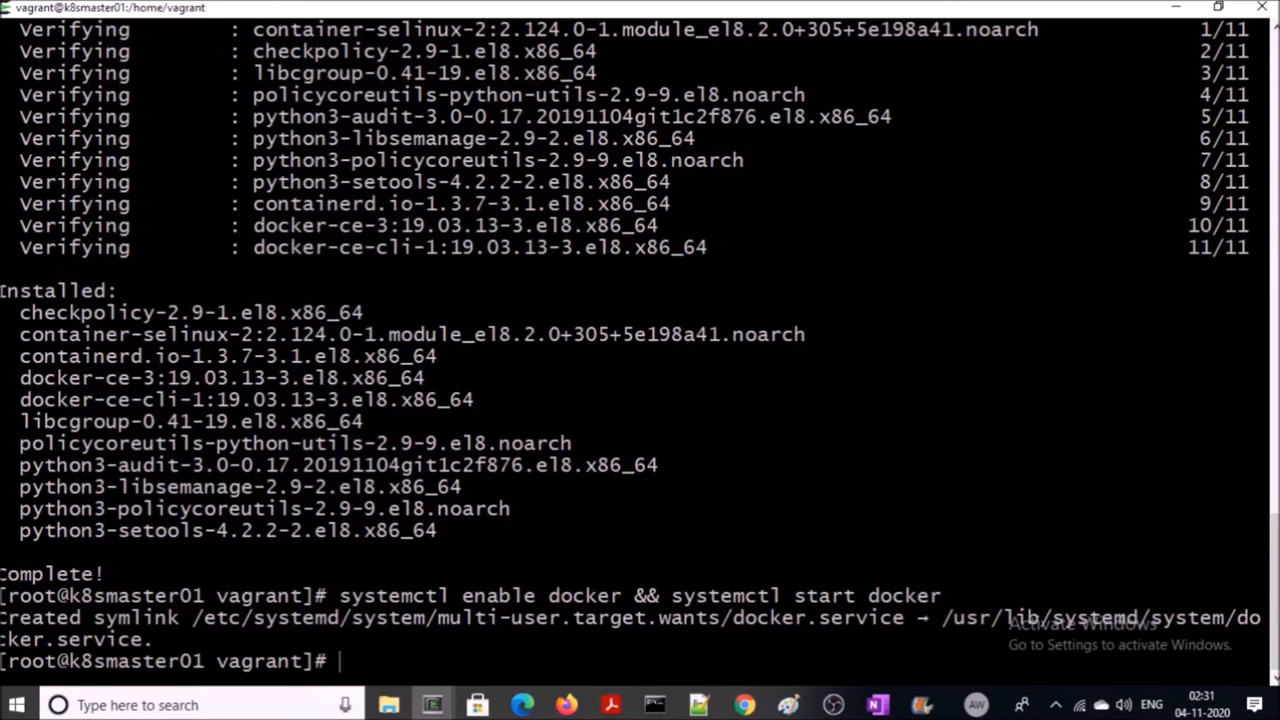 vagrant@k8smaster01:/home/vagrant
Verifying : container-selinux-2:2.124.0-1.module_el8.2.0+305+5e198a41.noarch 1/11
Verifying : checkpolicy-2.9-1.el8.x86_64 2/11
Verifying : libcgroup-0.41-19.el8.x86_64 3/11
Verifying : policycoreutils-python-utils-2.9-9.el8.noarch 4/11
Verifying : python3-audit-3.0-0.17.20191104git1c2f876.el8.x86_64 5/11
Verifying : python3-libsemanage-2.9-2.el8.x86_64 6/11
Verifying : python3-policycoreutils-2.9-9.el8.noarch 7/11
Verifying : python3-setools-4.2.2-2.el8.x86_64 8/11
Verifying : containerd.io-1.3.7-3.1.el8.x86_64 9/11
Verifying : docker-ce-3:19.03.13-3.el8.x86_64 10/11
Verifying : docker-ce-cli-1:19.03.13-3.el8.x86_64 11/11
Installed:
checkpolicy-2.9-1.el8.x86_64
container-selinux-2:2.124.0-1.module_el8.2.0+305+5e198a41.noarch
containerd.io-1.3.7-3.1.el8.x86_64
docker-ce-3:19.03.13-3.el8.x86_64
docker-ce-cli-1:19.03.13-3.el8.x86_64
libcgroup-0.41-19.el8.x86_64
policycoreutils-python-utils-2.9-9.el8.noarch
python3-audit-3.0-0.17.20191104git1c2f876.el8.x86_64
python3-libsemanage-2.9-2.el8.x86_64
python3-policycoreutils-2.9-9.el8.noarch
python3-setools-4.2.2-2.el8.x86_64
Complete!
[root@k8smaster01 vagrant]# systemctl enable docker && systemctl start docker
Created symlink /etc/systemd/system/multi-user.target.wants/docker.service → /usr/lib/systemd/system/do
cker.service.
[root@k8smaster01 vagrant]#
Activate Windows
Go to Settings to activate Windows.
Type here to search
AW
ENG
02:31
04-11-2020